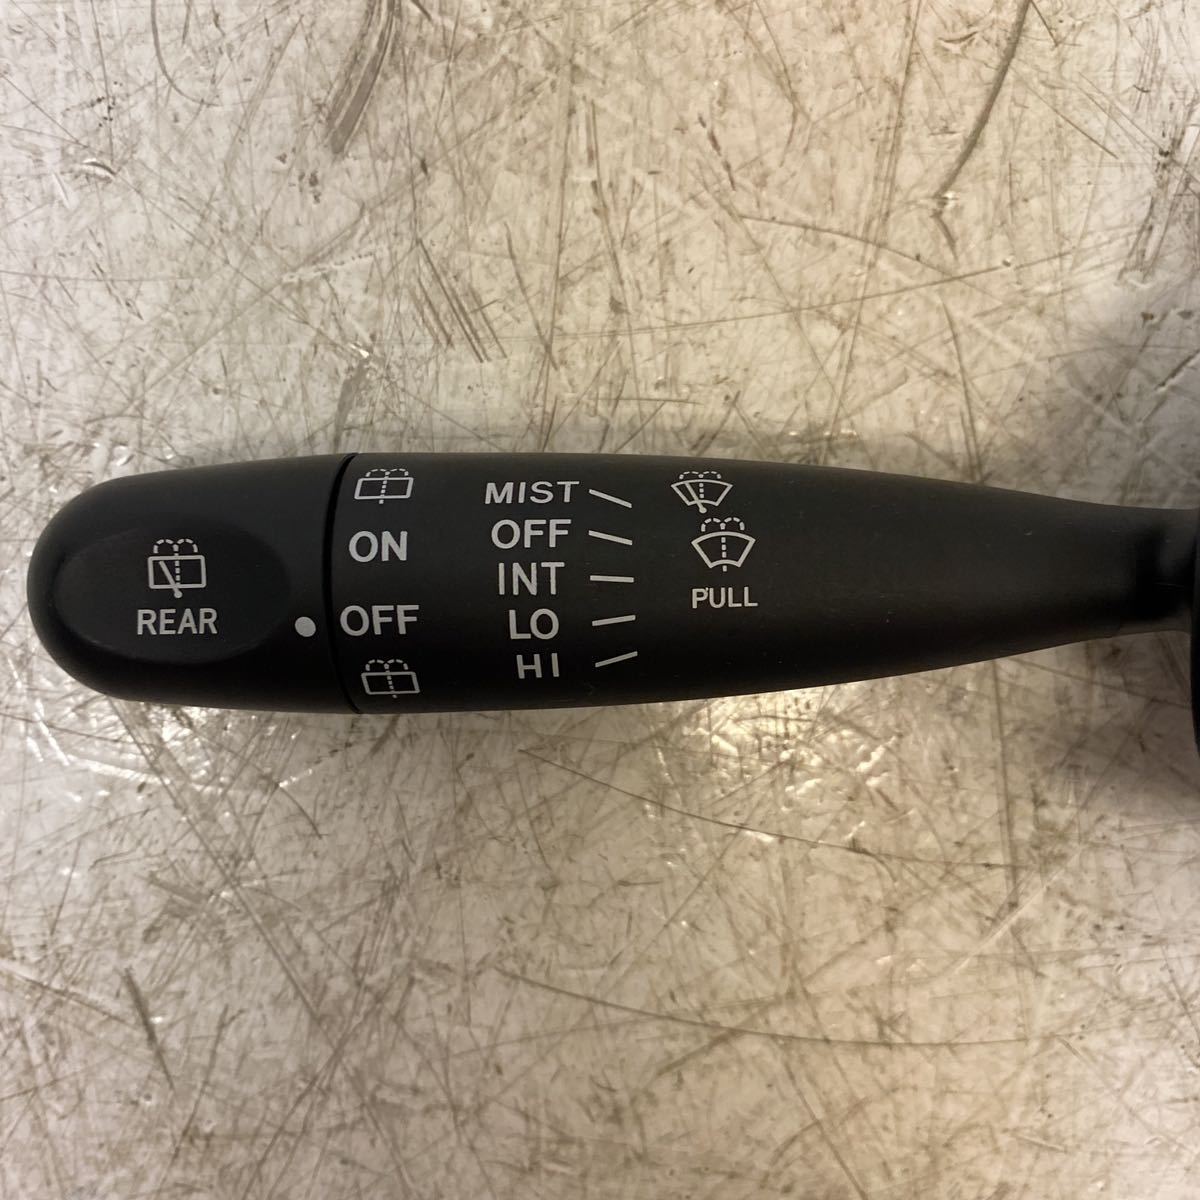 REAR
ON
OFF
MIST
OFF
INT
LO
HI
PULL